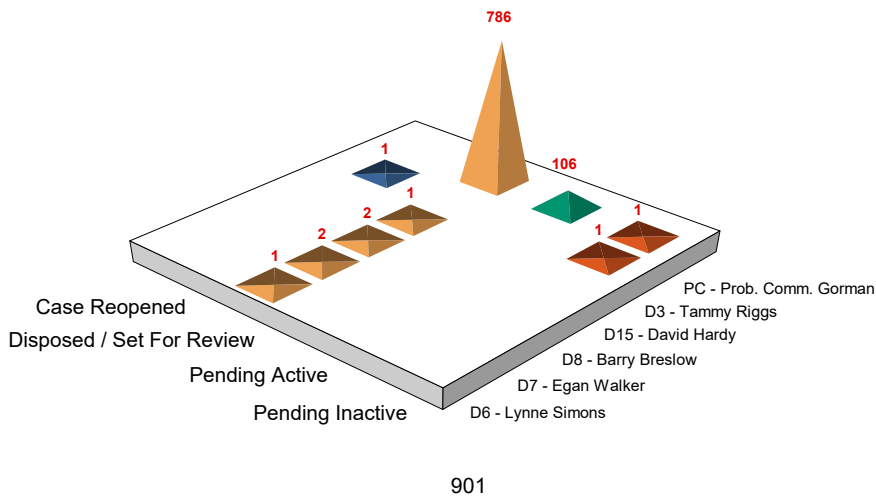 786
1
106
1
1
2
1
2
1
1
Case Reopened
Disposed / Set For Review
Pending Active
Pending Inactive
PC - Prob. Comm. Gorman
D3 - Tammy Riggs
D15 - David Hardy
D8 - Barry Breslow
D7 - Egan Walker
D6 - Lynne Simons
901